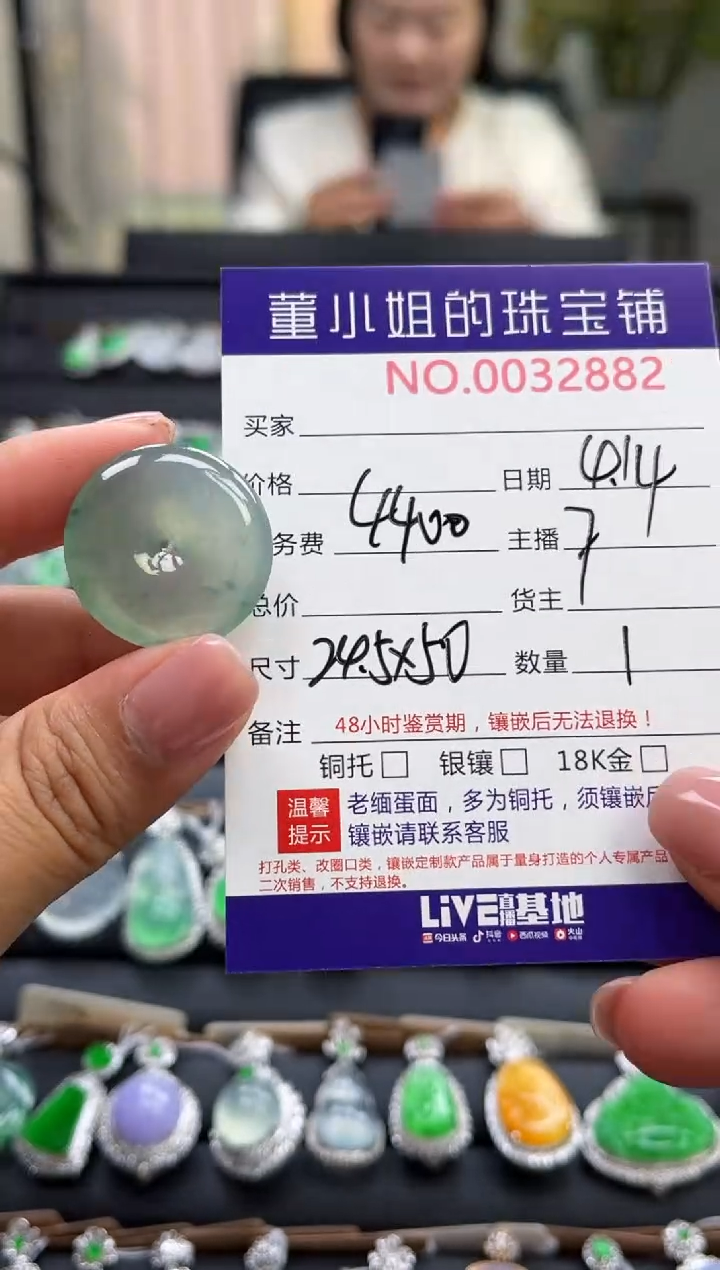 董小姐的珠宝铺
NO.0032882
买家
价格 日期 4.14
务费 4400 主播 7
总价 货主
尺寸 24.5×50 数量 1
备注 48小时鉴赏期，镶嵌后无法退换！
铜托□ 银镶□ 18K金□
温馨提示 老缅蛋面，多为铜托，须镶嵌
镶嵌请联系客服
打孔类、改圈口类，镶嵌定制款产品属于量身打造的个人专属产品
二次销售，不支持退换。
LiVE直播基地
今日头条 抖音 西瓜视频 火山